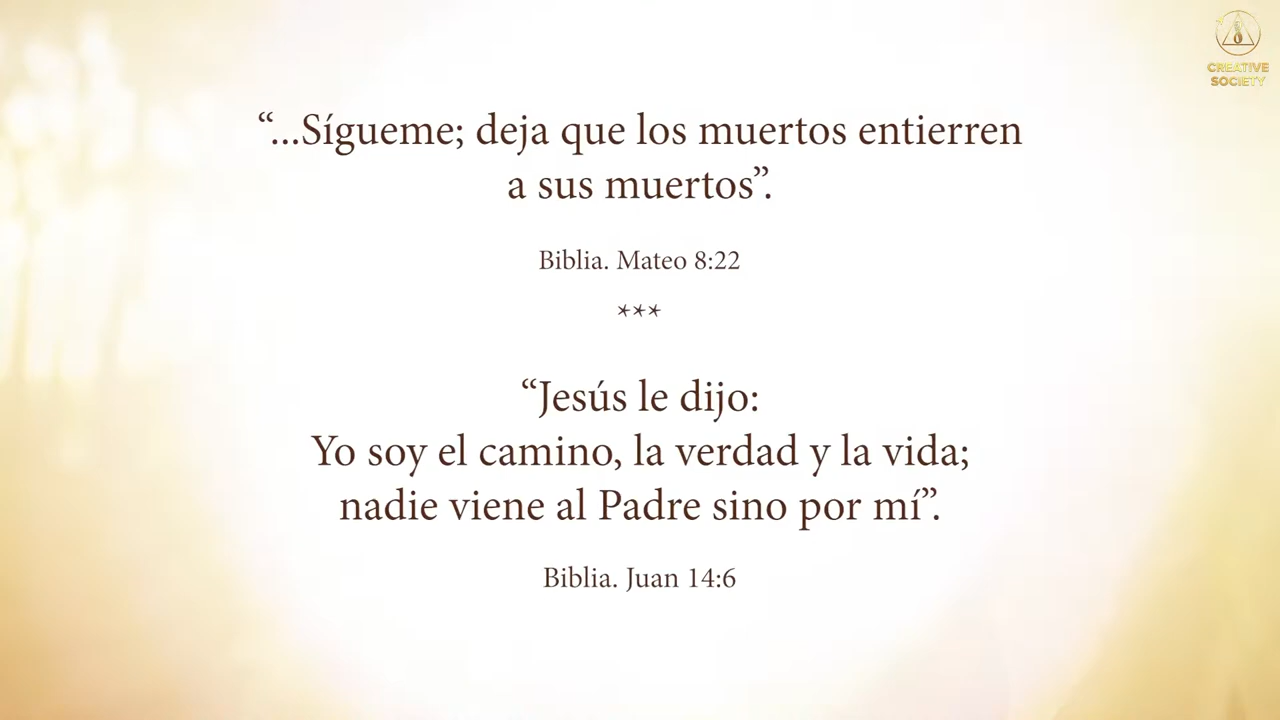 CREATIVE
SOCIETY
“...Sígueme; deja que los muertos entierren
a sus muertos”.
Biblia. Mateo 8:22
***
“Jesús le dijo:
Yo soy el camino, la verdad y la vida;
nadie viene al Padre sino por mí”.
Biblia. Juan 14:6